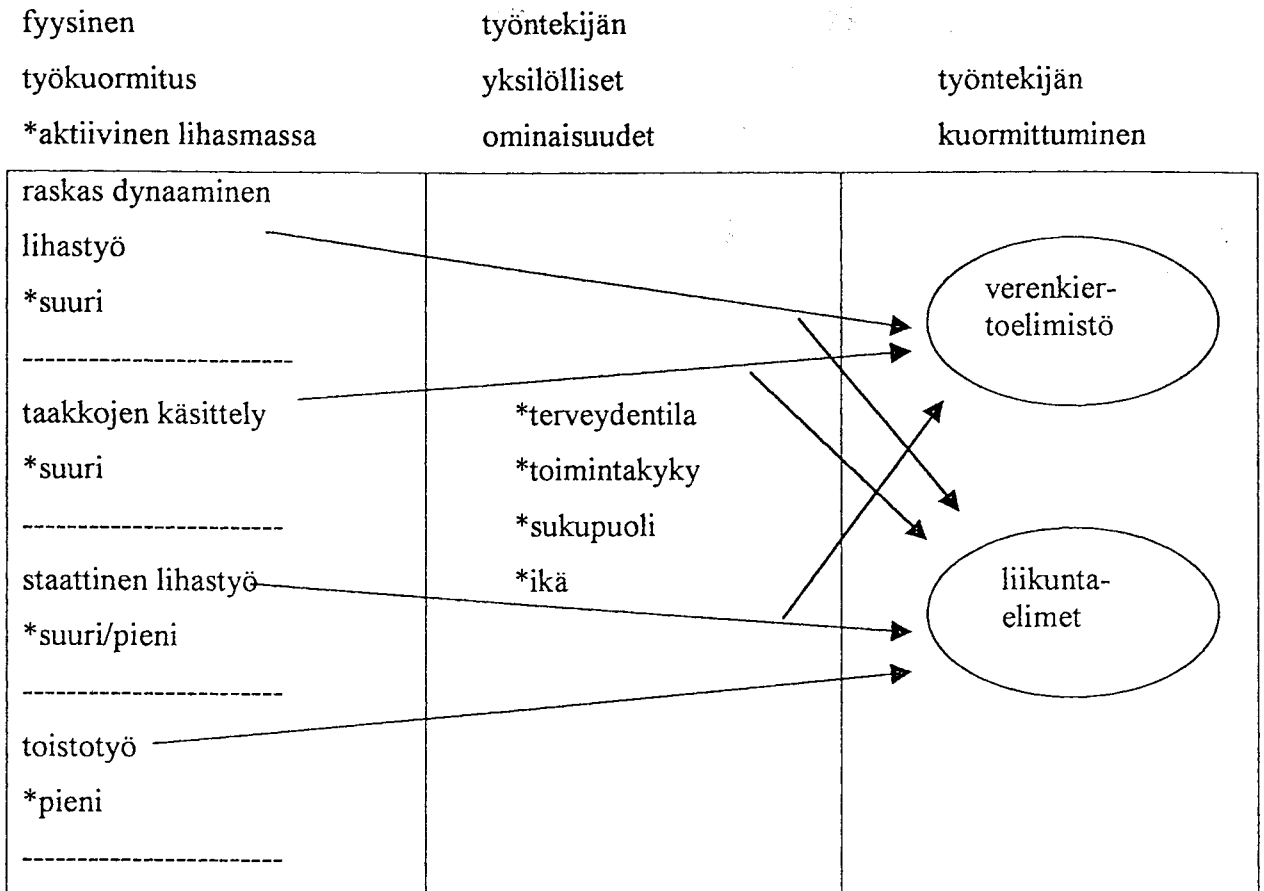 fyysinen
työkuormitus
*aktiivinen lihasmassa
työntekijän
yksilölliset
ominaisuudet
työntekijän
kuormittuminen
raskas dynaaminen
lihastyö
*suuri
-------------------------
taakkojen käsittely
*suuri
------------------------
staattinen lihastyö
*suuri/pieni
------------------------
toistotyö
*pieni
------------------------
*terveydentila
*toimintakyky
*sukupuoli
*ikä
verenkier-
toelimistö
liikunta-
elimet